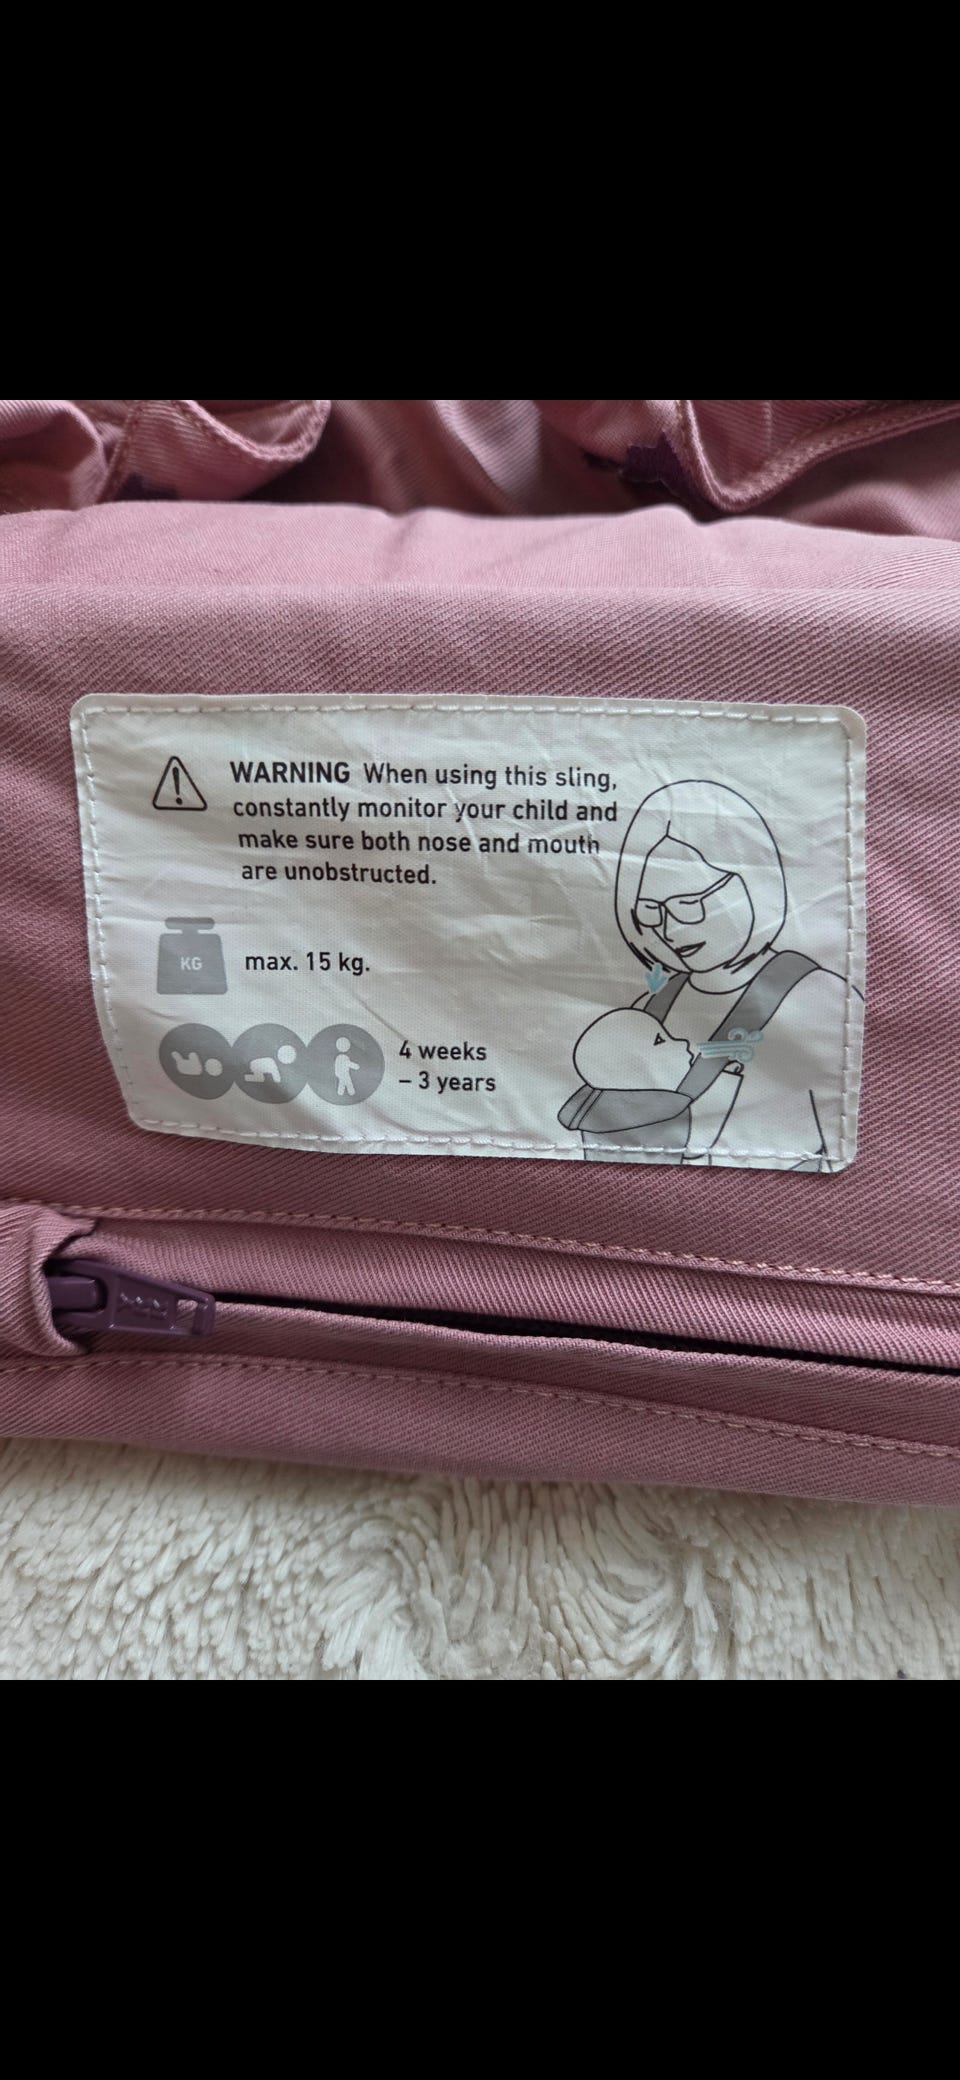 WARNING When using this sling,
constantly monitor your child and
make sure both nose and mouth
are unobstructed.
KG
max. 15 kg.
4 weeks
– 3 years